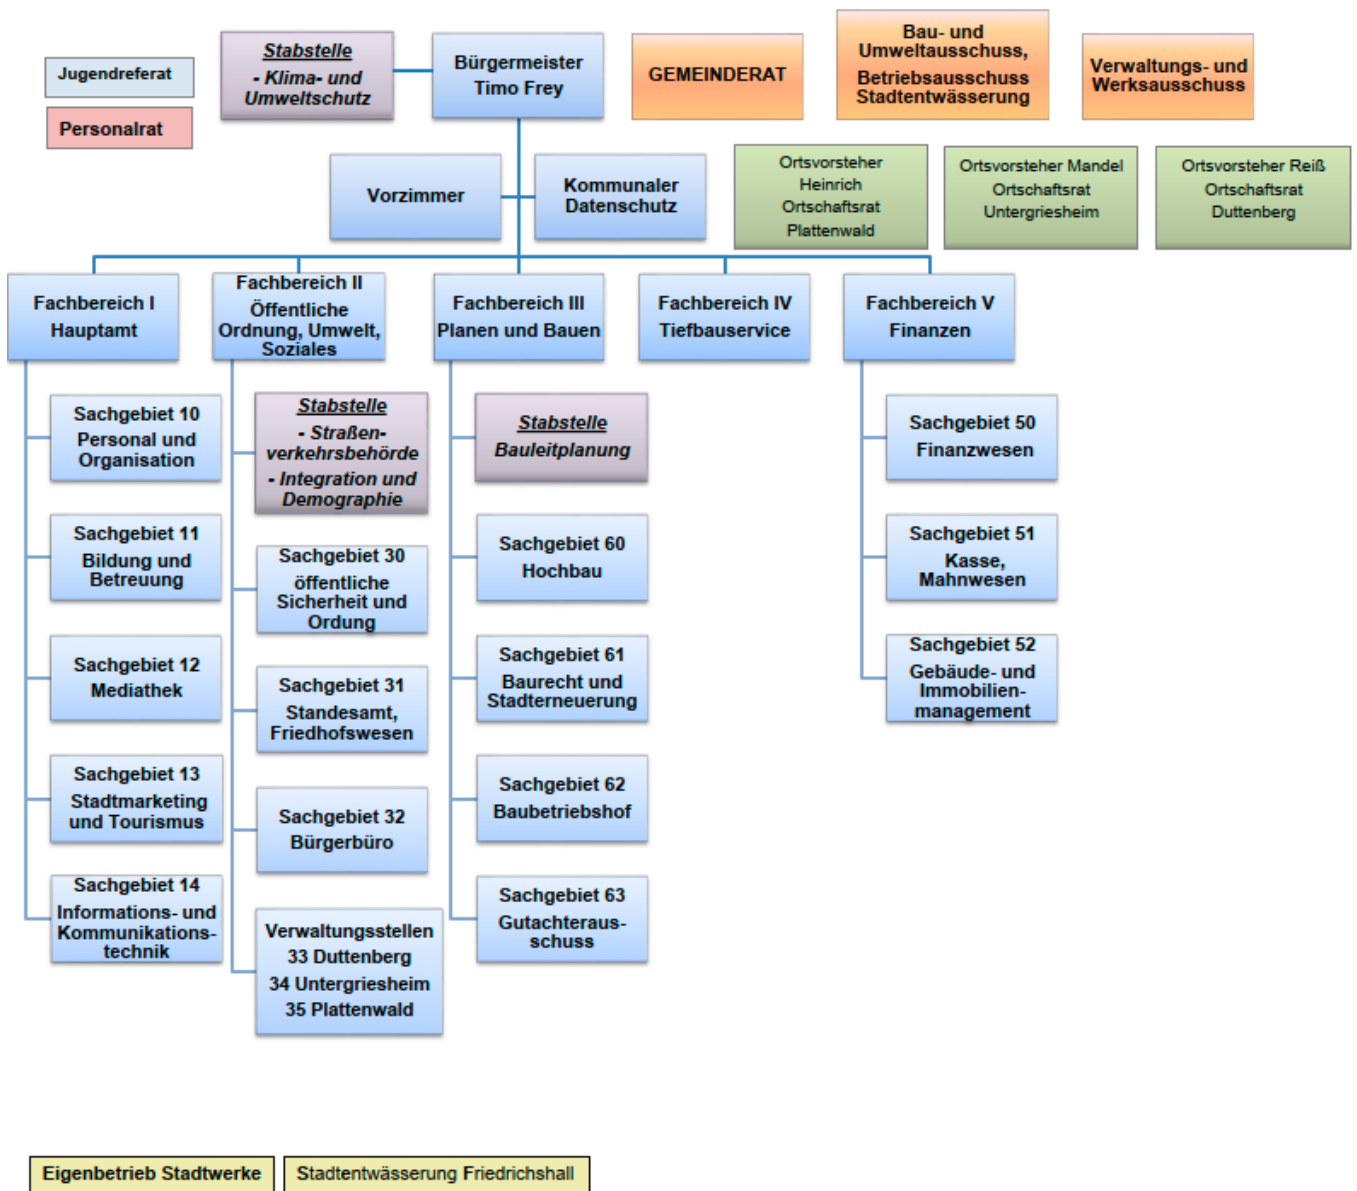 Jugendreferat
Personalrat
Stabstelle
- Klima- und
Umweltschutz
Bürgermeister
Timo Frey
GEMEINDERAT
Bau- und
Umweltausschuss,
Betriebsausschuss
Stadtentwässerung
Verwaltungs- und
Werksausschuss
Vorzimmer
Kommunaler
Datenschutz
Ortsvorsteher
Heinrich
Ortschaftsrat
Plattenwald
Ortsvorsteher Mandel
Ortschaftsrat
Untergriesheim
Ortsvorsteher Reiß
Ortschaftsrat
Duttenberg
Fachbereich I
Hauptamt
Fachbereich II
Öffentliche
Ordnung, Umwelt,
Soziales
Fachbereich III
Planen und Bauen
Fachbereich IV
Tiefbauservice
Fachbereich V
Finanzen
Sachgebiet 10
Personal und
Organisation
Sachgebiet 11
Bildung und
Betreuung
Sachgebiet 12
Mediathek
Sachgebiet 13
Stadtmarketing
und Tourismus
Sachgebiet 14
Informations- und
Kommunikations-
technik
Stabstelle
- Straßen-
verkehrsbehörde
- Integration und
Demographie
Sachgebiet 30
öffentliche
Sicherheit und
Ordung
Sachgebiet 31
Standesamt,
Friedhofswesen
Sachgebiet 32
Bürgerbüro
Verwaltungsstellen
33 Duttenberg
34 Untergriesheim
35 Plattenwald
Stabstelle
Bauleitplanung
Sachgebiet 60
Hochbau
Sachgebiet 61
Baurecht und
Stadterneuerung
Sachgebiet 62
Baubetriebshof
Sachgebiet 63
Gutachteraus-
schuss
Sachgebiet 50
Finanzwesen
Sachgebiet 51
Kasse,
Mahnwesen
Sachgebiet 52
Gebäude- und
Immobilien-
management
Eigenbetrieb Stadtwerke
Stadtentwässerung Friedrichshall